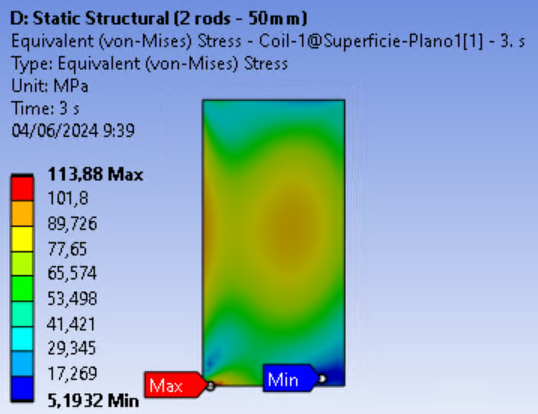 D: Static Structural (2 rods - 50mm)
Equivalent (von-Mises) Stress - Coil-1@Superficie-Plano1[1] - 3. s
Type: Equivalent (von-Mises) Stress
Unit: MPa
Time: 3 s
04/06/2024 9:39
113,88 Max
101,8
89,726
77,65
65,574
53,498
41,421
29,345
17,269
5,1932 Min
Max
Min